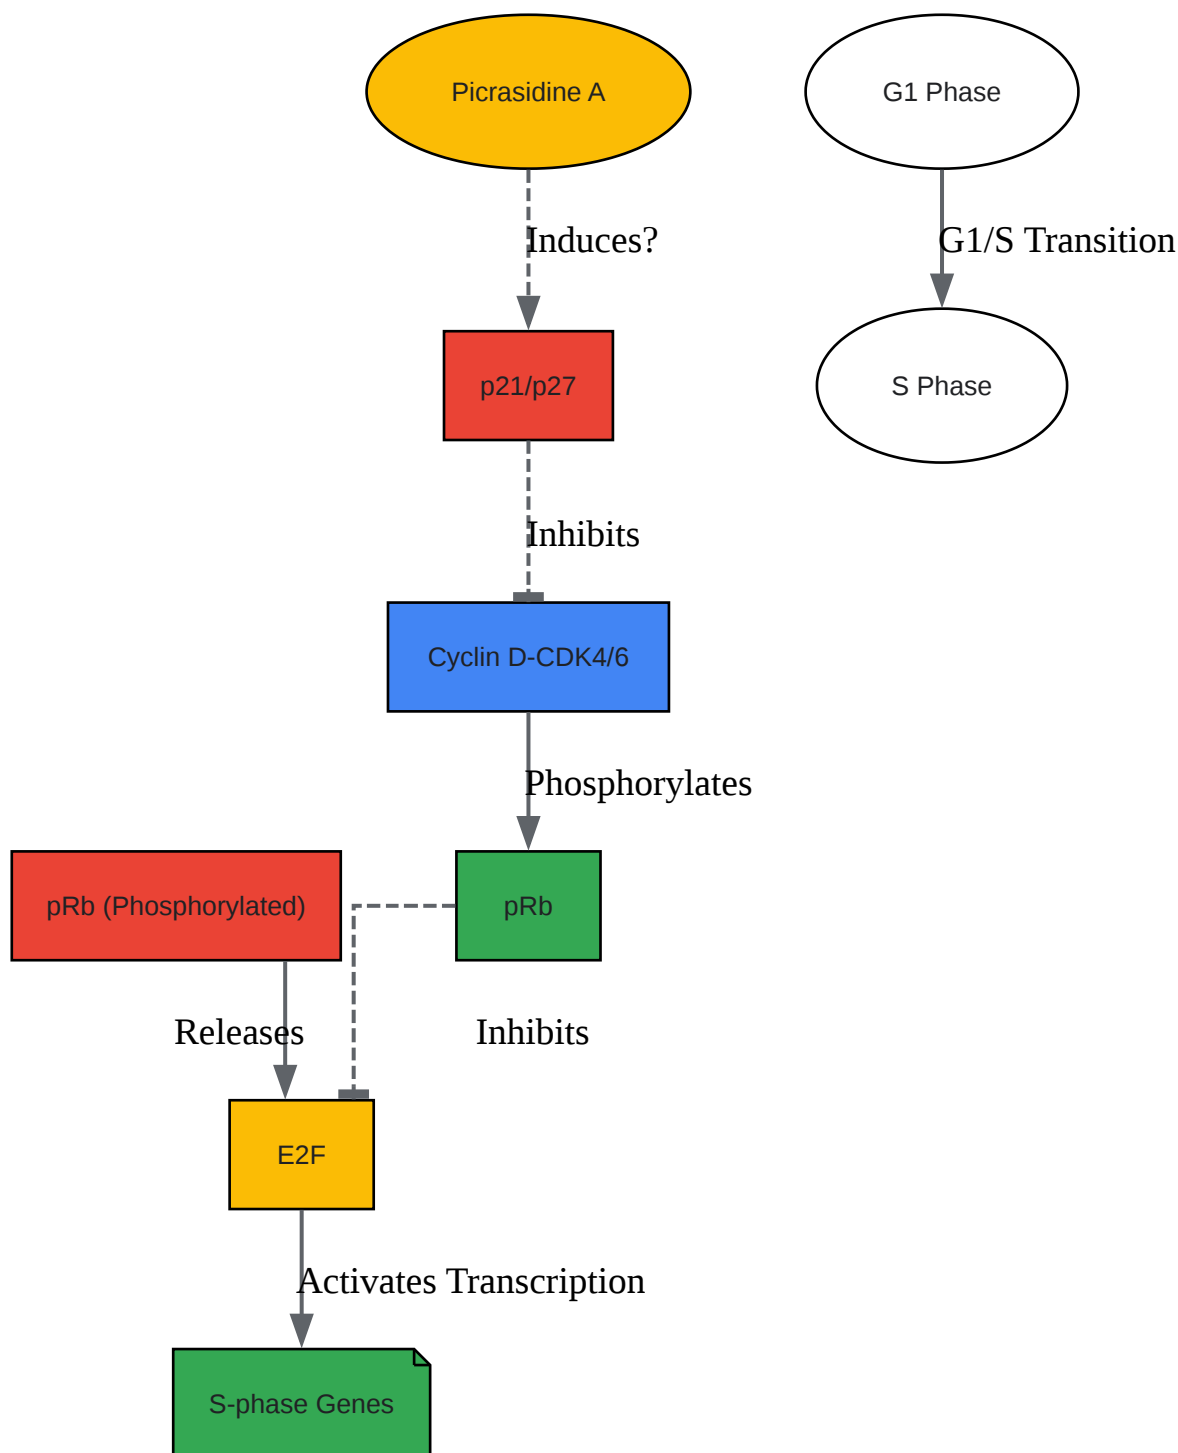 Picrasidine A
G1 Phase
Induces?
G1/S Transition
p21/p27
S Phase
Inhibits
Cyclin D-CDK4/6
Phosphorylates
pRb (Phosphorylated)
pRb
Releases
Inhibits
E2F
Activates Transcription
S-phase Genes